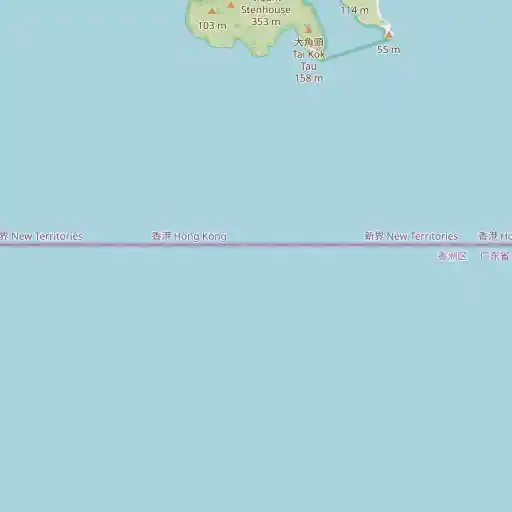 Stenhouse
353 m
103 m
114 m
55 m
大角頭
Tai Kok
Tau
158 m
界 New Territories
香港 Hong Kong
新界 New Territories
香港 Ho
香洲区
广东省